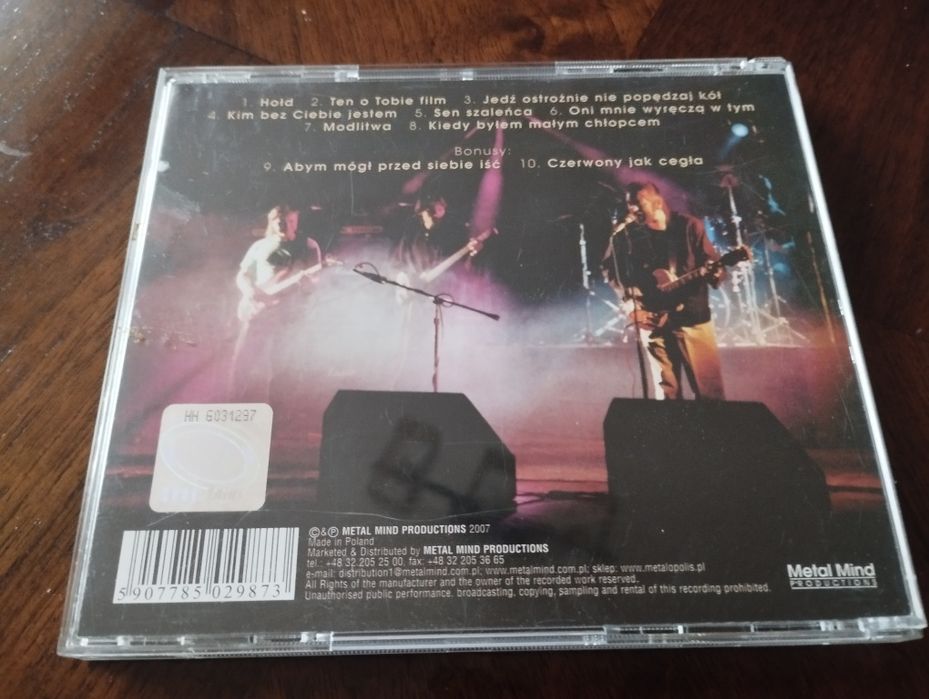 1. Hołd 2. Ten o Tobie film 3. Jedź ostrożnie nie popędzaj kół
4. Kim bez Ciebie jestem 5. Sen szaleńca 6. Oni mnie wyręczą w tym
7. Modlitwa 8. Kiedy byłem małym chłopcem
Bonusy:
9. Abym mógł przed siebie iść 10. Czerwony jak cegła
HH 6031297
©&℗ METAL MIND PRODUCTIONS 2007
Made in Poland
Marketed & Distributed by METAL MIND PRODUCTIONS
tel.: +48 32 205 25 00, fax: +48 32 205 36 65
e-mail: distribution1@metalmind.com.pl; www.metalmind.com.pl; sklep: www.metalopolis.pl
All Rights of the manufacturer and the owner of the recorded work reserved.
Unauthorised public performance, broadcasting, copying, sampling and rental of this recording prohibited.
5 907785 029873
Metal Mind
PRODUCTIONS